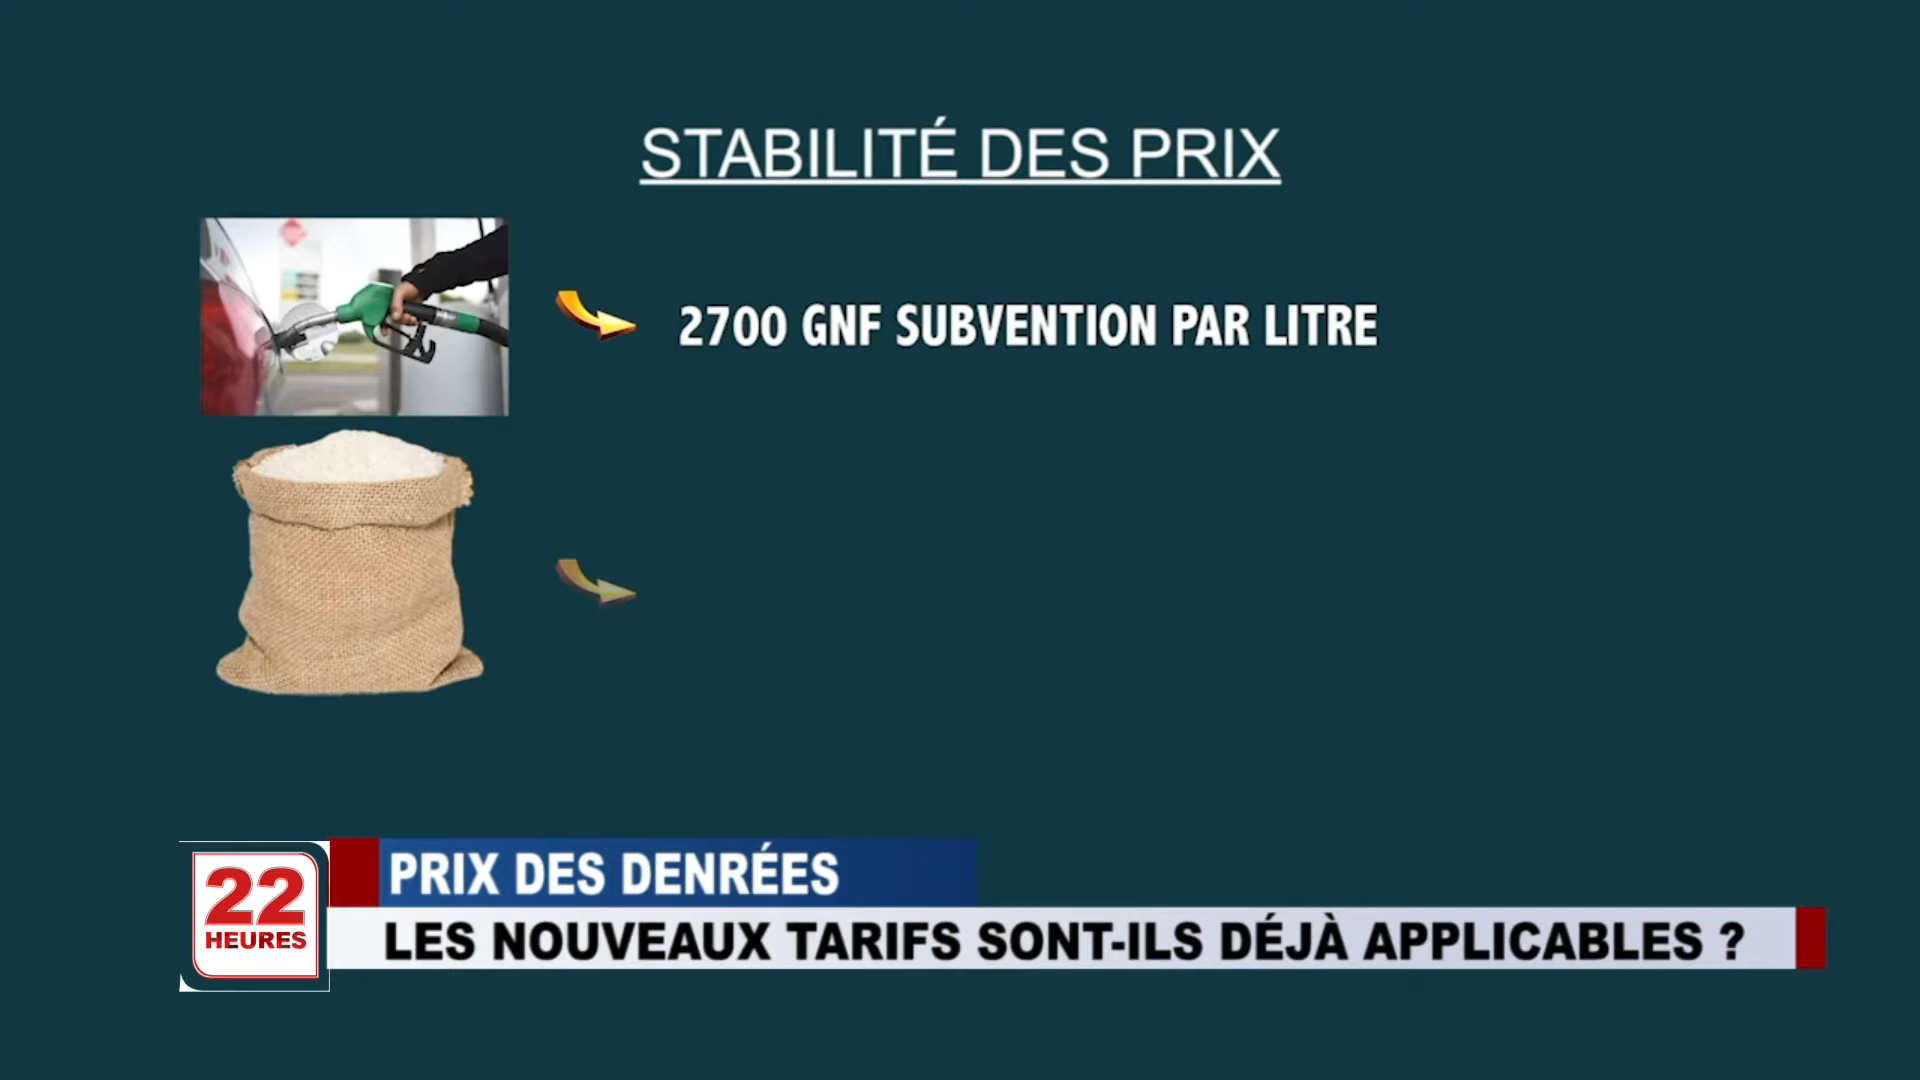 STABILITÉ DES PRIX
2700 GNF SUBVENTION PAR LITRE
PRIX DES DENRÉES
22
HEURES
LES NOUVEAUX TARIFS SONT-ILS DÉJÀ APPLICABLES ?